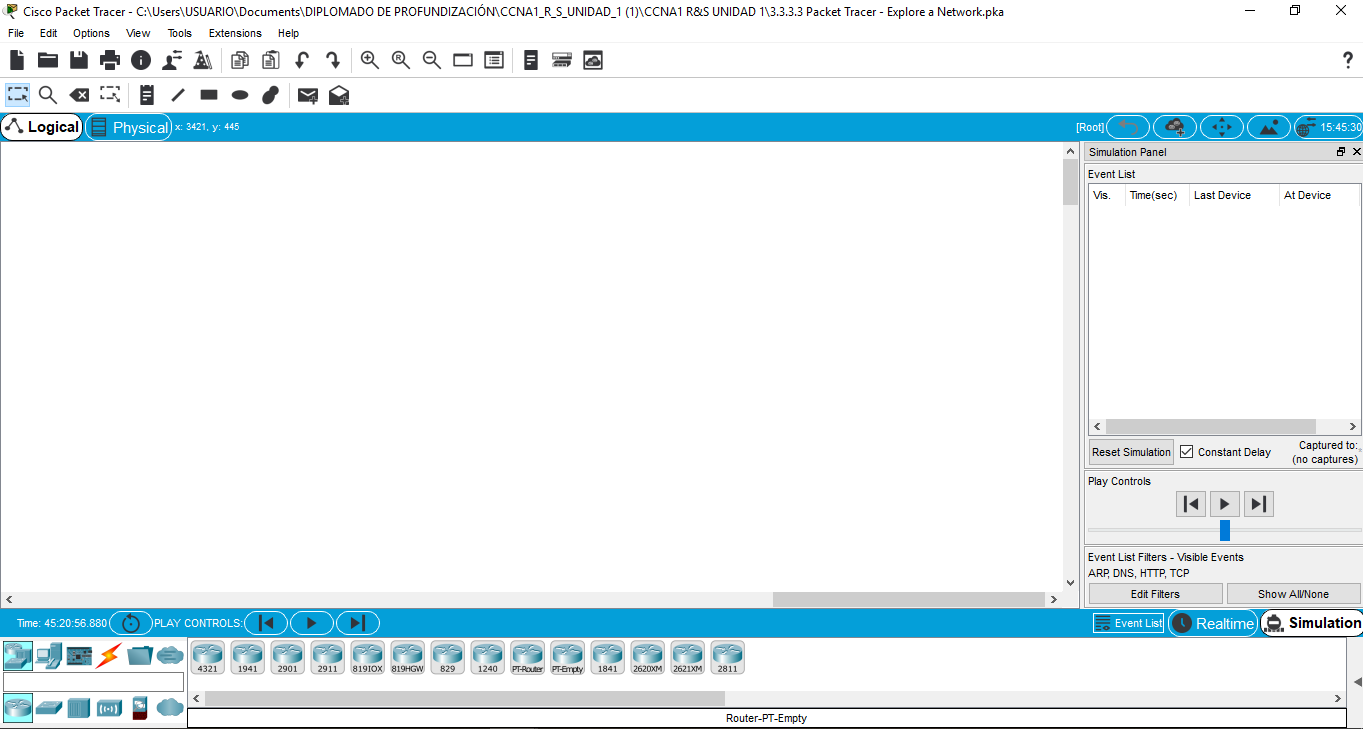 Cisco Packet Tracer - C:\Users\USUARIO\Documents\DIPLOMADO DE PROFUNDIZACIÓN\CCNA1_R_S_UNIDAD_1 (1)\CCNA1 R&S UNIDAD 1\3.3.3.3 Packet Tracer - Explore a Network.pka
File Edit Options View Tools Extensions Help
Logical Physical x: 3421, y: 445 [Root] 15:45:30
Simulation Panel
Event List
Vis. Time(sec) Last Device At Device
Reset Simulation Constant Delay Captured to:
(no captures)
Play Controls
Event List Filters - Visible Events
ARP, DNS, HTTP, TCP
Edit Filters Show All/None
Time: 45:20:56.880 PLAY CONTROLS: Event List Realtime Simulation
4321 1941 2901 2911 819IOX 819HGW 829 1240 PT-Router PT-Empty 1841 2620XM 2621XM 2811
Router-PT-Empty